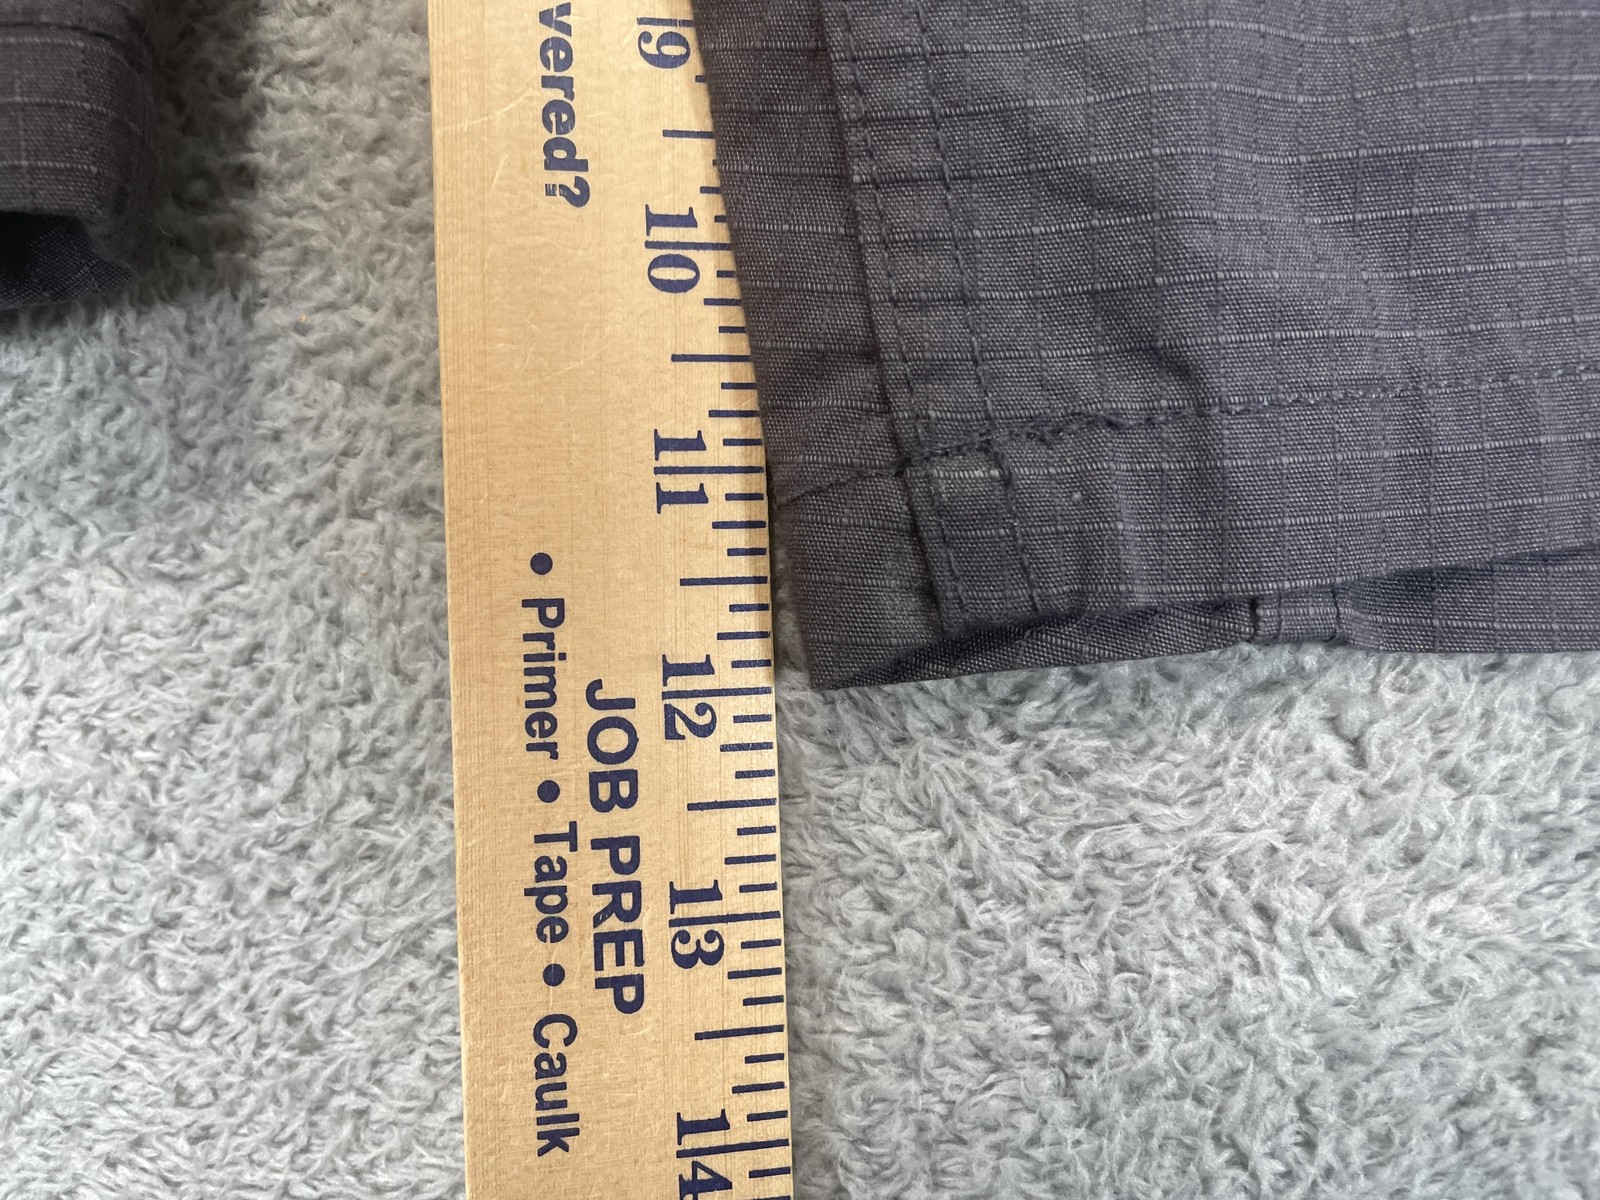 vered?
JOB PREP
• Primer • Tape • Caulk
9
10
11
12
13
14